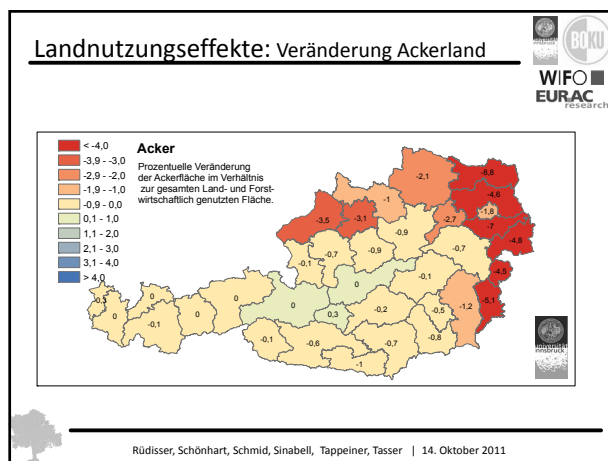 Landnutzungseffekte: Veränderung Ackerland
BOKU
WIFO
EURAC
research
< -4,0
-3,9 - -3,0
-2,9 - -2,0
-1,9 - -1,0
-0,9 - 0,0
0,1 - 1,0
1,1 - 2,0
2,1 - 3,0
3,1 - 4,0
> 4,0
Acker
Prozentuelle Veränderung
der Ackerfläche im Verhältnis
zur gesamten Land- und Forst-
wirtschaftlich genutzten Fläche.
-2,1
-8,8
-4,6
-1
-1,8
-3,5
-3,1
-2,7
-7
-0,9
-4,8
-0,7
-0,9
-0,7
-0,1
-4,5
-0,1
0
0
0
-0,3
0
0
0
-0,1
0,3
-0,2
-0,5
-1,2
-5,1
-0,1
-0,6
-0,7
-0,8
-1
Rüdisser, Schönhart, Schmid, Sinabell, Tappeiner, Tasser | 14. Oktober 2011